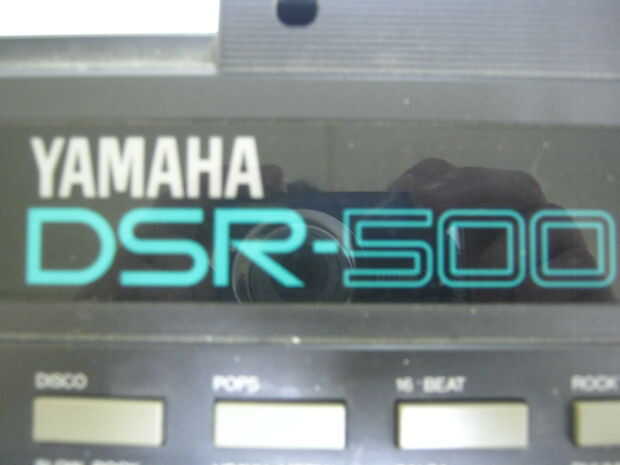 YAMAHA
DSR-500
DISCO POPS 16 BEAT ROCK